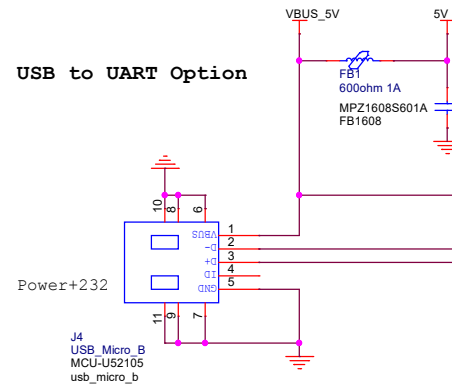 VBUS_5V
5V
USB to UART Option
FB1
600ohm 1A
MPZ1608S601A
FB1608
10
8
6
VBUS
1
D-
2
D+
3
ID
4
GND
5
Power+232
11
9
7
J4
USB_Micro_B
MCU-U52105
usb_micro_b